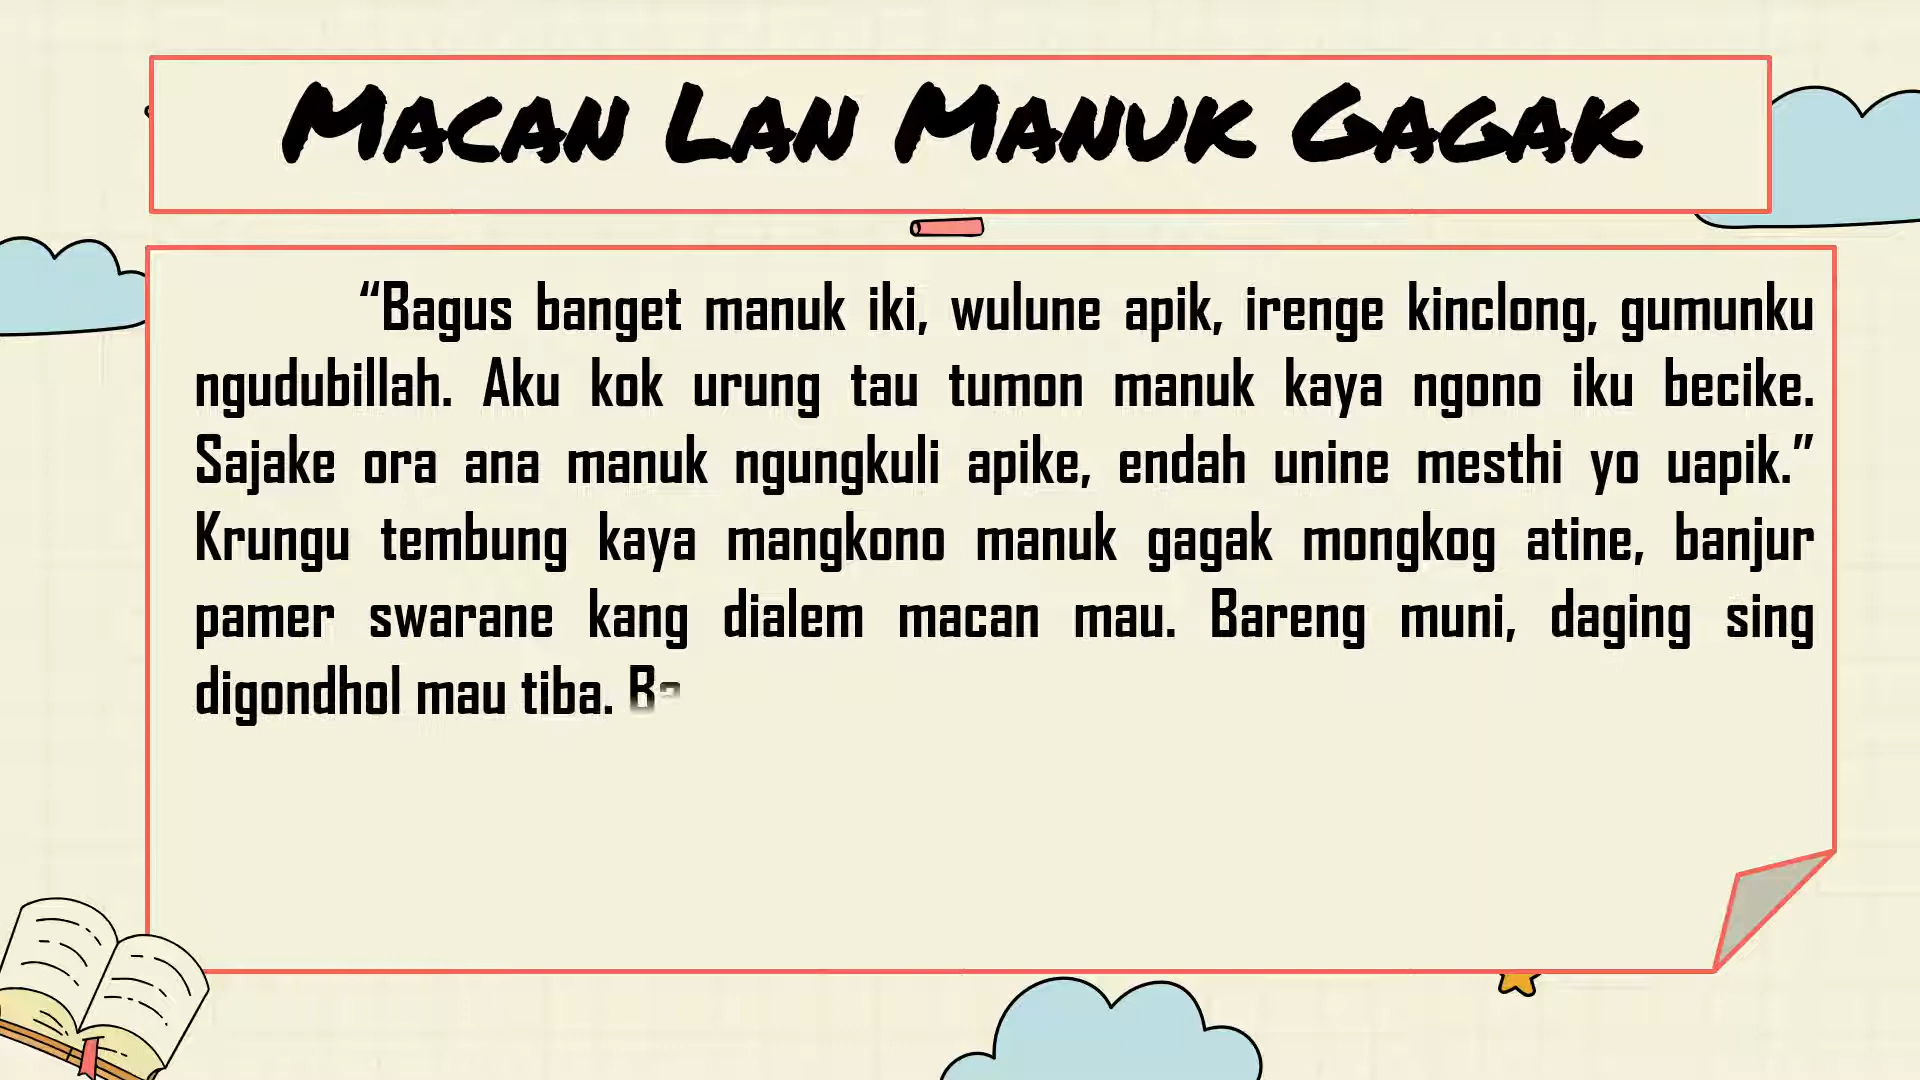 Macan Lan Manuk Gagak
“Bagus banget manuk iki, wulune apik, irenge kinclong, gumunku
ngudubillah. Aku kok urung tau tumon manuk kaya ngono iku becike.
Sajake ora ana manuk ngungkuli apike, endah unine mesthi yo uapik.”
Krungu tembung kaya mangkono manuk gagak mongkog atine, banjur
pamer swarane kang dialem macan mau. Bareng muni, daging sing
digondhol mau tiba.